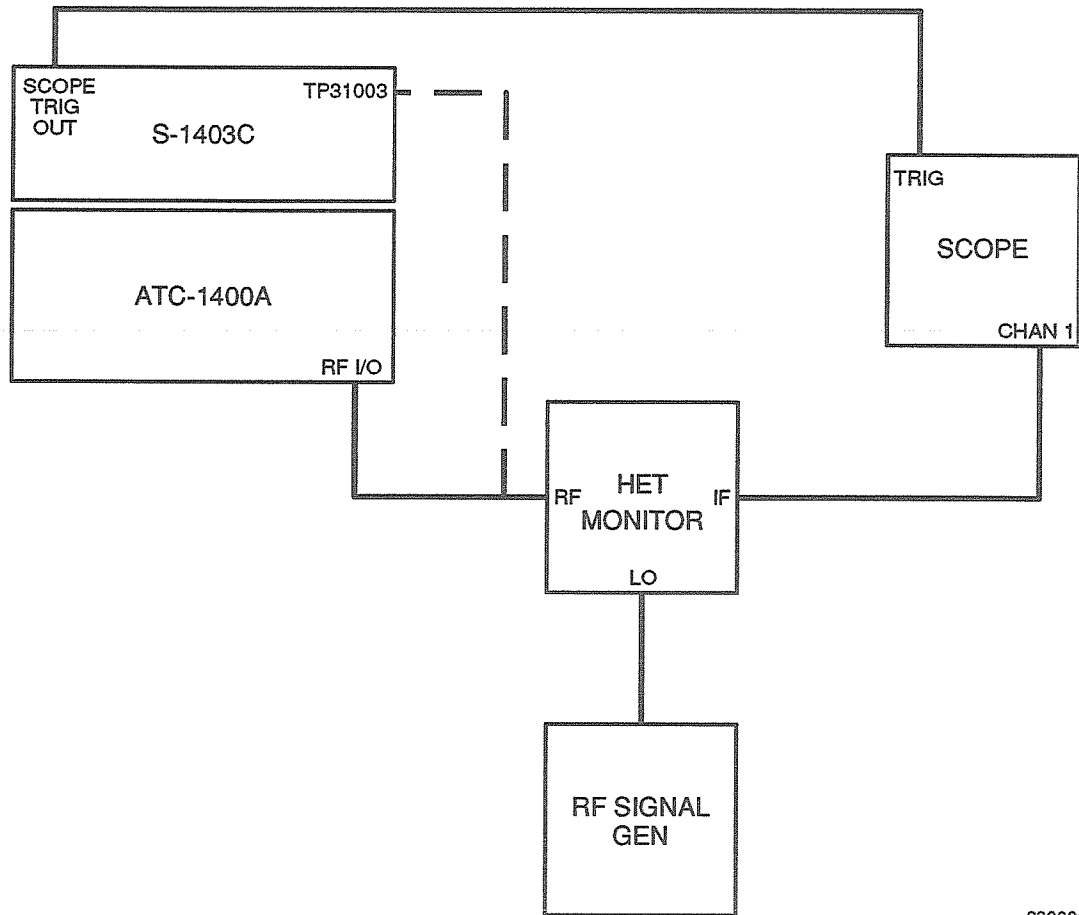 SCOPE
TRIG
OUT
TP31003
S-1403C
TRIG
SCOPE
CHAN 1
ATC-1400A
RF I/O
RF
HET
MONITOR
IF
LO
RF SIGNAL
GEN